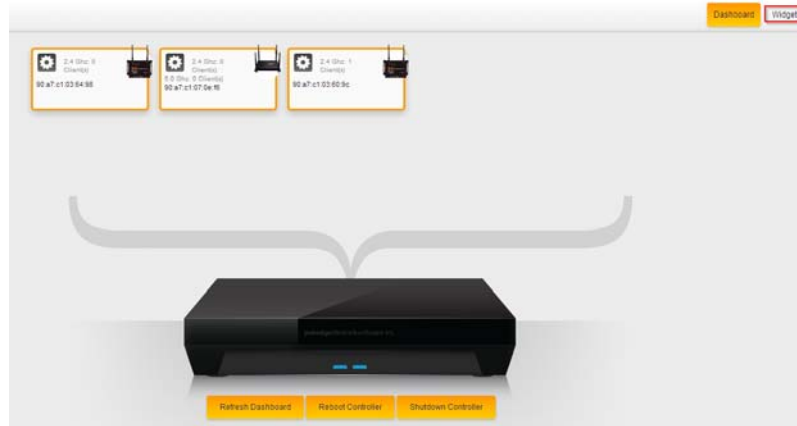 Dashboard
Widget
2.4 Ghz: 0
Client(s)
90:a7:c1:03:64:98
2.4 Ghz: 0
Client(s)
5.0 Ghz: 0 Client(s)
90:a7:c1:07:0e:f6
2.4 Ghz: 1
Client(s)
90:a7:c1:03:60:9c
Refresh Dashboard
Reboot Controller
Shutdown Controller